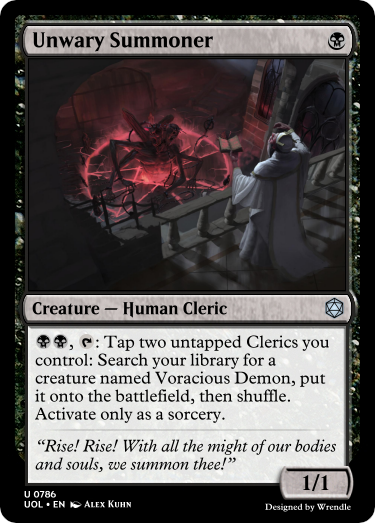 Unwary Summoner
Creature — Human Cleric
, : Tap two untapped Clerics you
control: Search your library for a
creature named Voracious Demon, put
it onto the battlefield, then shuffle.
Activate only as a sorcery.
“Rise! Rise! With all the might of our bodies
and souls, we summon thee!”
1/1
U 0786
UOL • EN Alex Kuhn
Designed by Wrendle